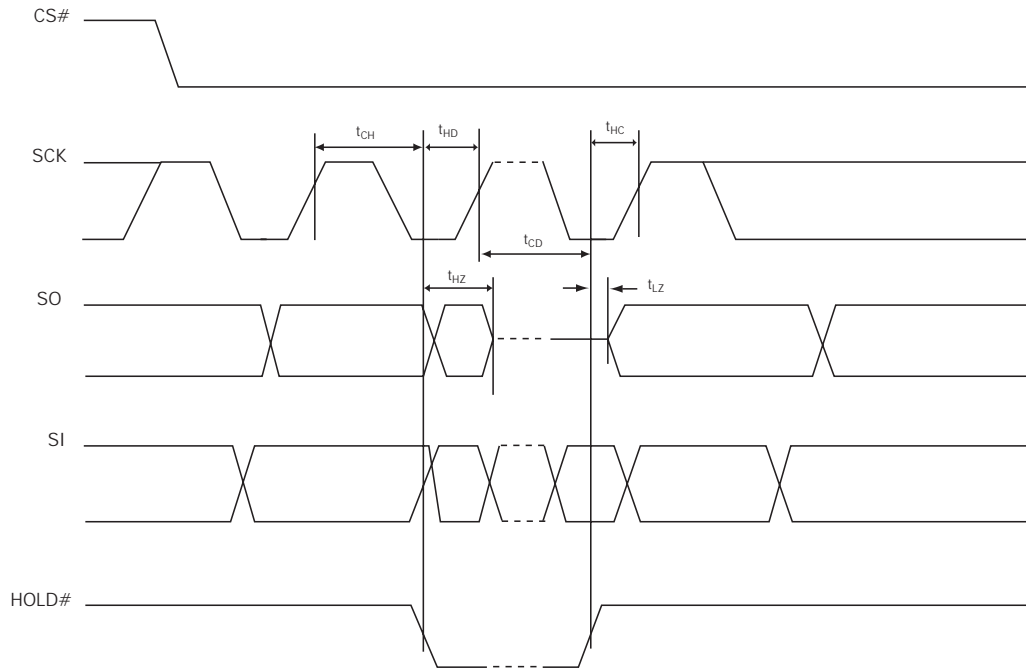 CS#
tCH
tHD
tHC
SCK
tCD
tHZ
tLZ
SO
SI
HOLD#